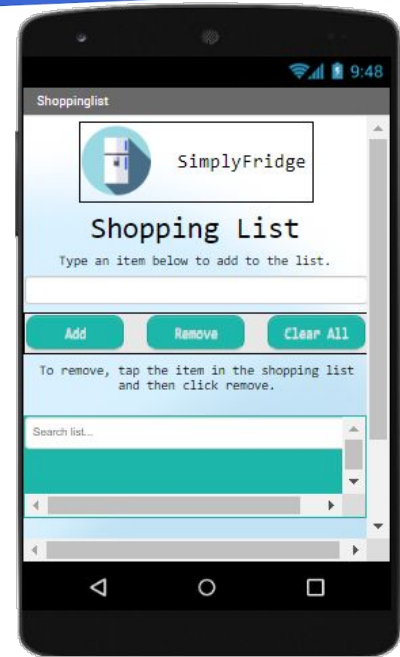 9:48
Shoppinglist
SimplyFridge
Shopping List
Type an item below to add to the list.
Add Remove Clear All
To remove, tap the item in the shopping list
and then click remove.
Search list...